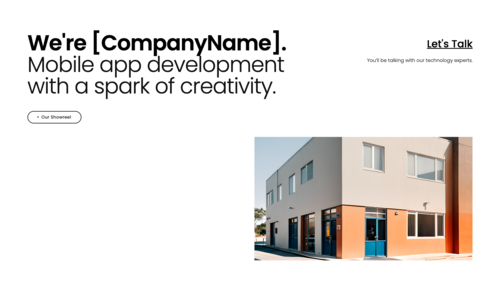 We're [CompanyName].
Mobile app development
with a spark of creativity.
Let's Talk
You'll be talking with our technology experts.
Our Showreel